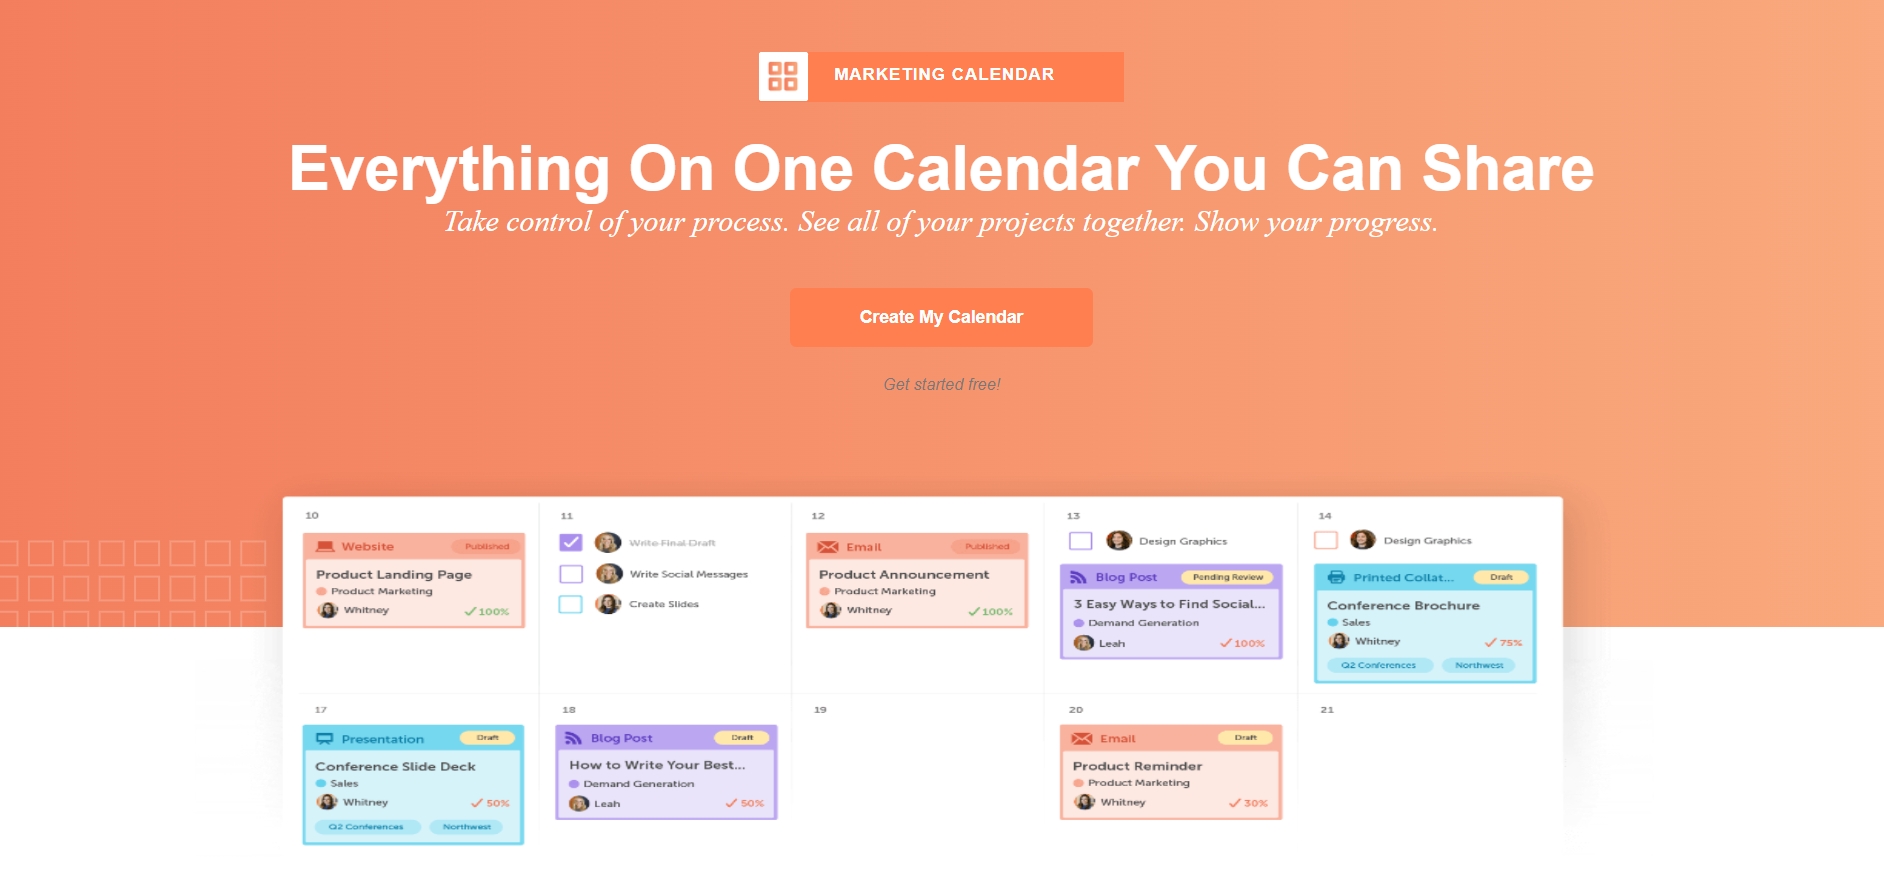 MARKETING CALENDAR
Everything On One Calendar You Can Share
Take control of your process. See all of your projects together. Show your progress.
Create My Calendar
Get started free!
10
Website
Published
Product Landing Page
Product Marketing
Whitney
100%
11
Write Final Draft
Write Social Messages
Create Slides
12
Email
Published
Product Announcement
Product Marketing
Whitney
100%
13
Design Graphics
Blog Post
Pending Review
3 Easy Ways to Find Social...
Demand Generation
Leah
100%
14
Design Graphics
Printed Collat...
Draft
Conference Brochure
Sales
Whitney
75%
Q2 Conferences
Northwest
17
Presentation
Draft
Conference Slide Deck
Sales
Whitney
50%
Q2 Conferences
Northwest
18
Blog Post
Draft
How to Write Your Best...
Demand Generation
Leah
50%
19
20
Email
Draft
Product Reminder
Product Marketing
Whitney
30%
21